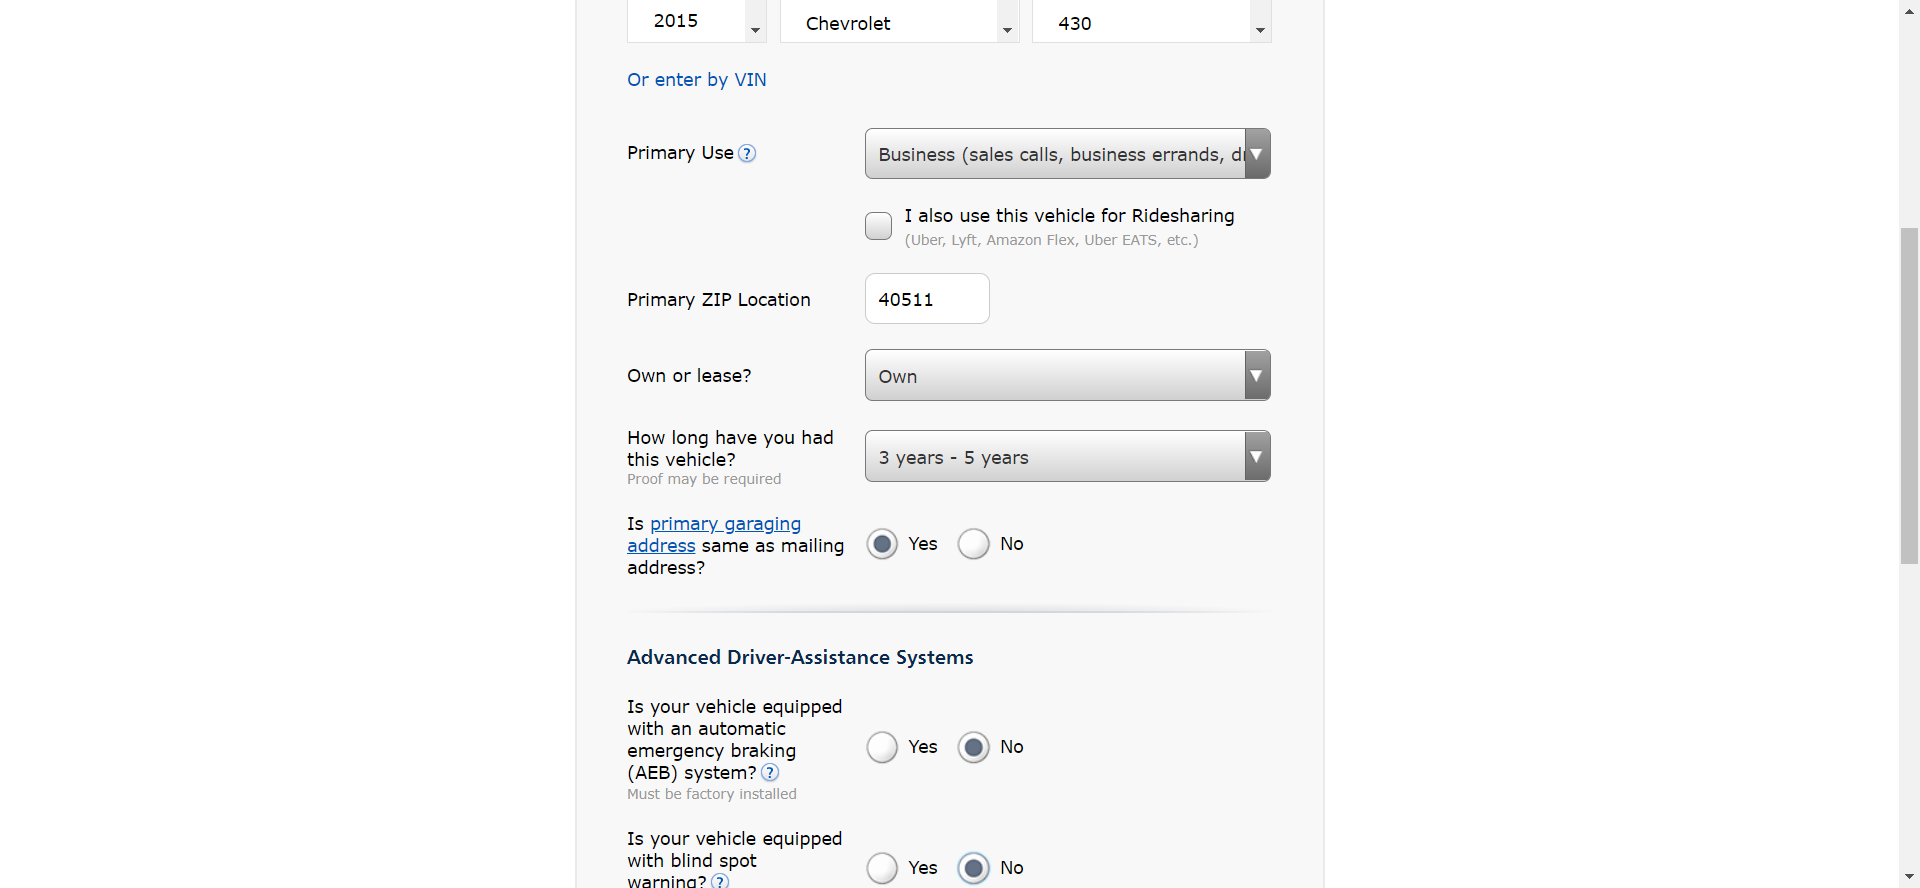 2015 Chevrolet 430
Or enter by VIN
Primary Use ? Business (sales calls, business errands,
I also use this vehicle for Ridesharing
(Uber, Lyft, Amazon Flex, Uber EATS, etc.)
Primary ZIP Location 40511
Own or lease? Own
How long have you had
this vehicle?
Proof may be required
3 years - 5 years
Is primary garaging
address same as mailing
address?
Yes No
Advanced Driver-Assistance Systems
Is your vehicle equipped
with an automatic
emergency braking
(AEB) system? ?
Must be factory installed
Yes No
Is your vehicle equipped
with blind spot
warning? ?
Yes No